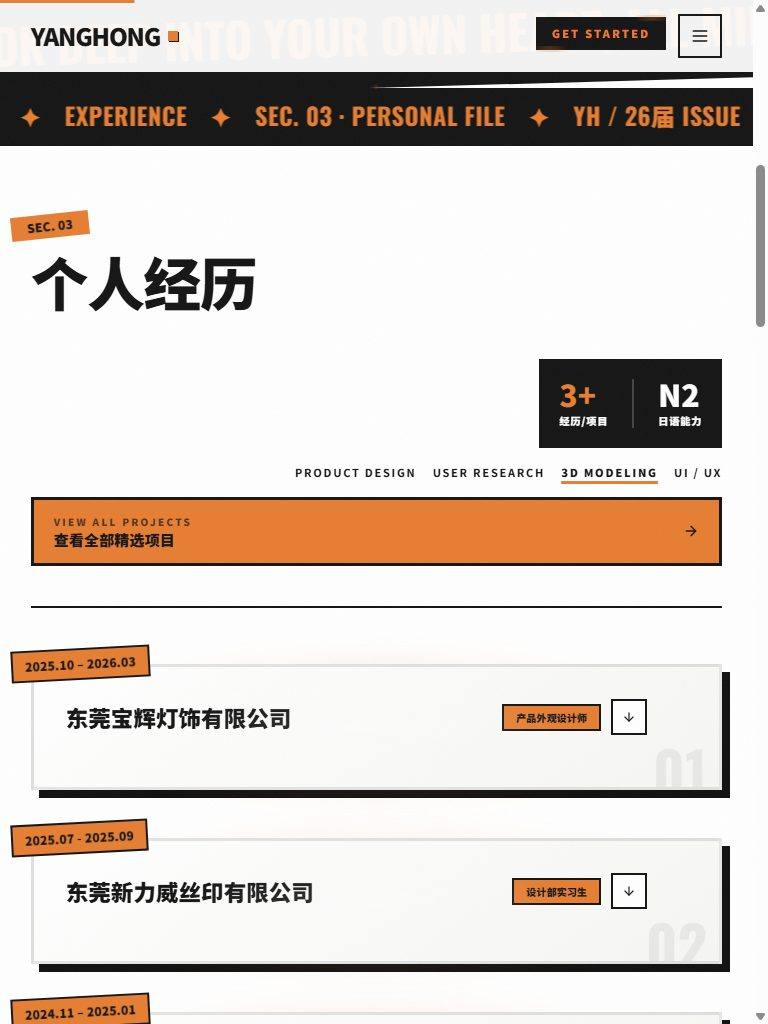 INTO YOUR OWN
YANGHONG
GET STARTED
✦ EXPERIENCE ✦ SEC. 03 · PERSONAL FILE ✦ YH / 26届 ISSUE
SEC. 03
个人经历
3+
经历/项目
N2
日语能力
PRODUCT DESIGN USER RESEARCH 3D MODELING UI / UX
VIEW ALL PROJECTS
查看全部精选项目
2025.10 – 2026.03
东莞宝辉灯饰有限公司
产品外观设计师
01
2025.07 - 2025.09
东莞新力威丝印有限公司
设计部实习生
02
2024.11 – 2025.01